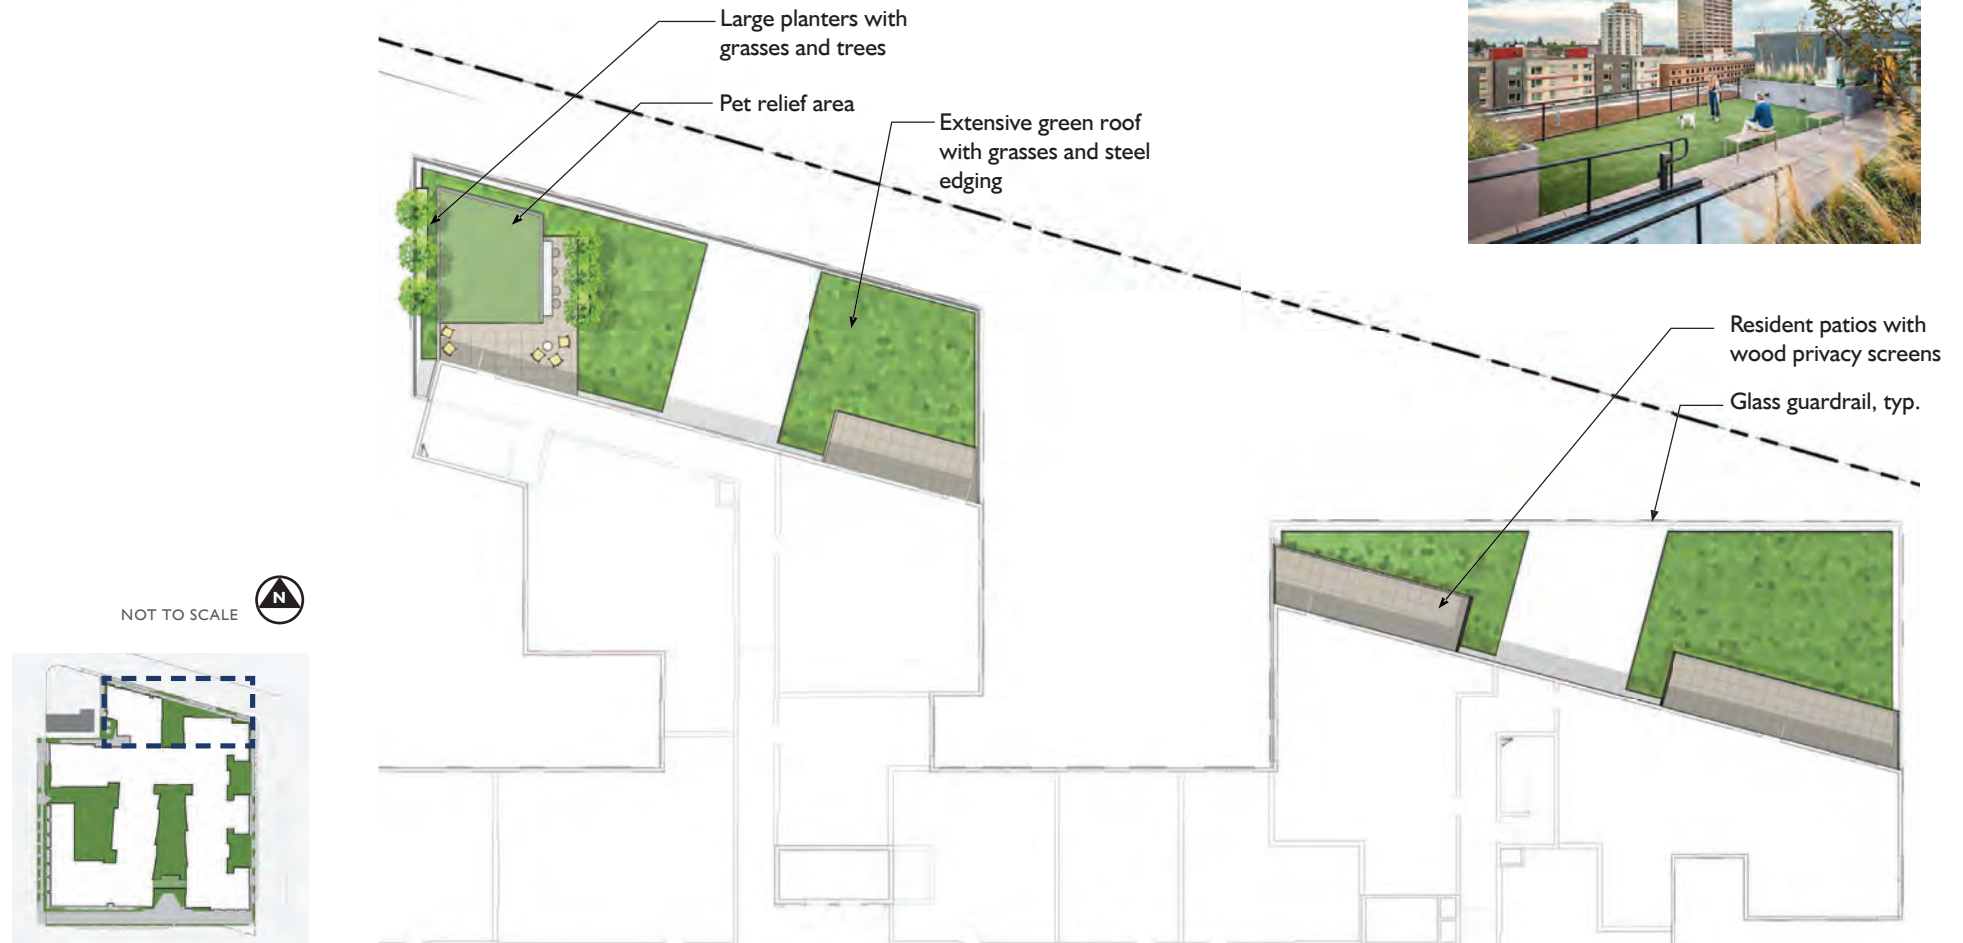 Large planters with
grasses and trees
Pet relief area
Extensive green roof
with grasses and steel
edging
Resident patios with
wood privacy screens
Glass guardrail, typ.
NOT TO SCALE
N